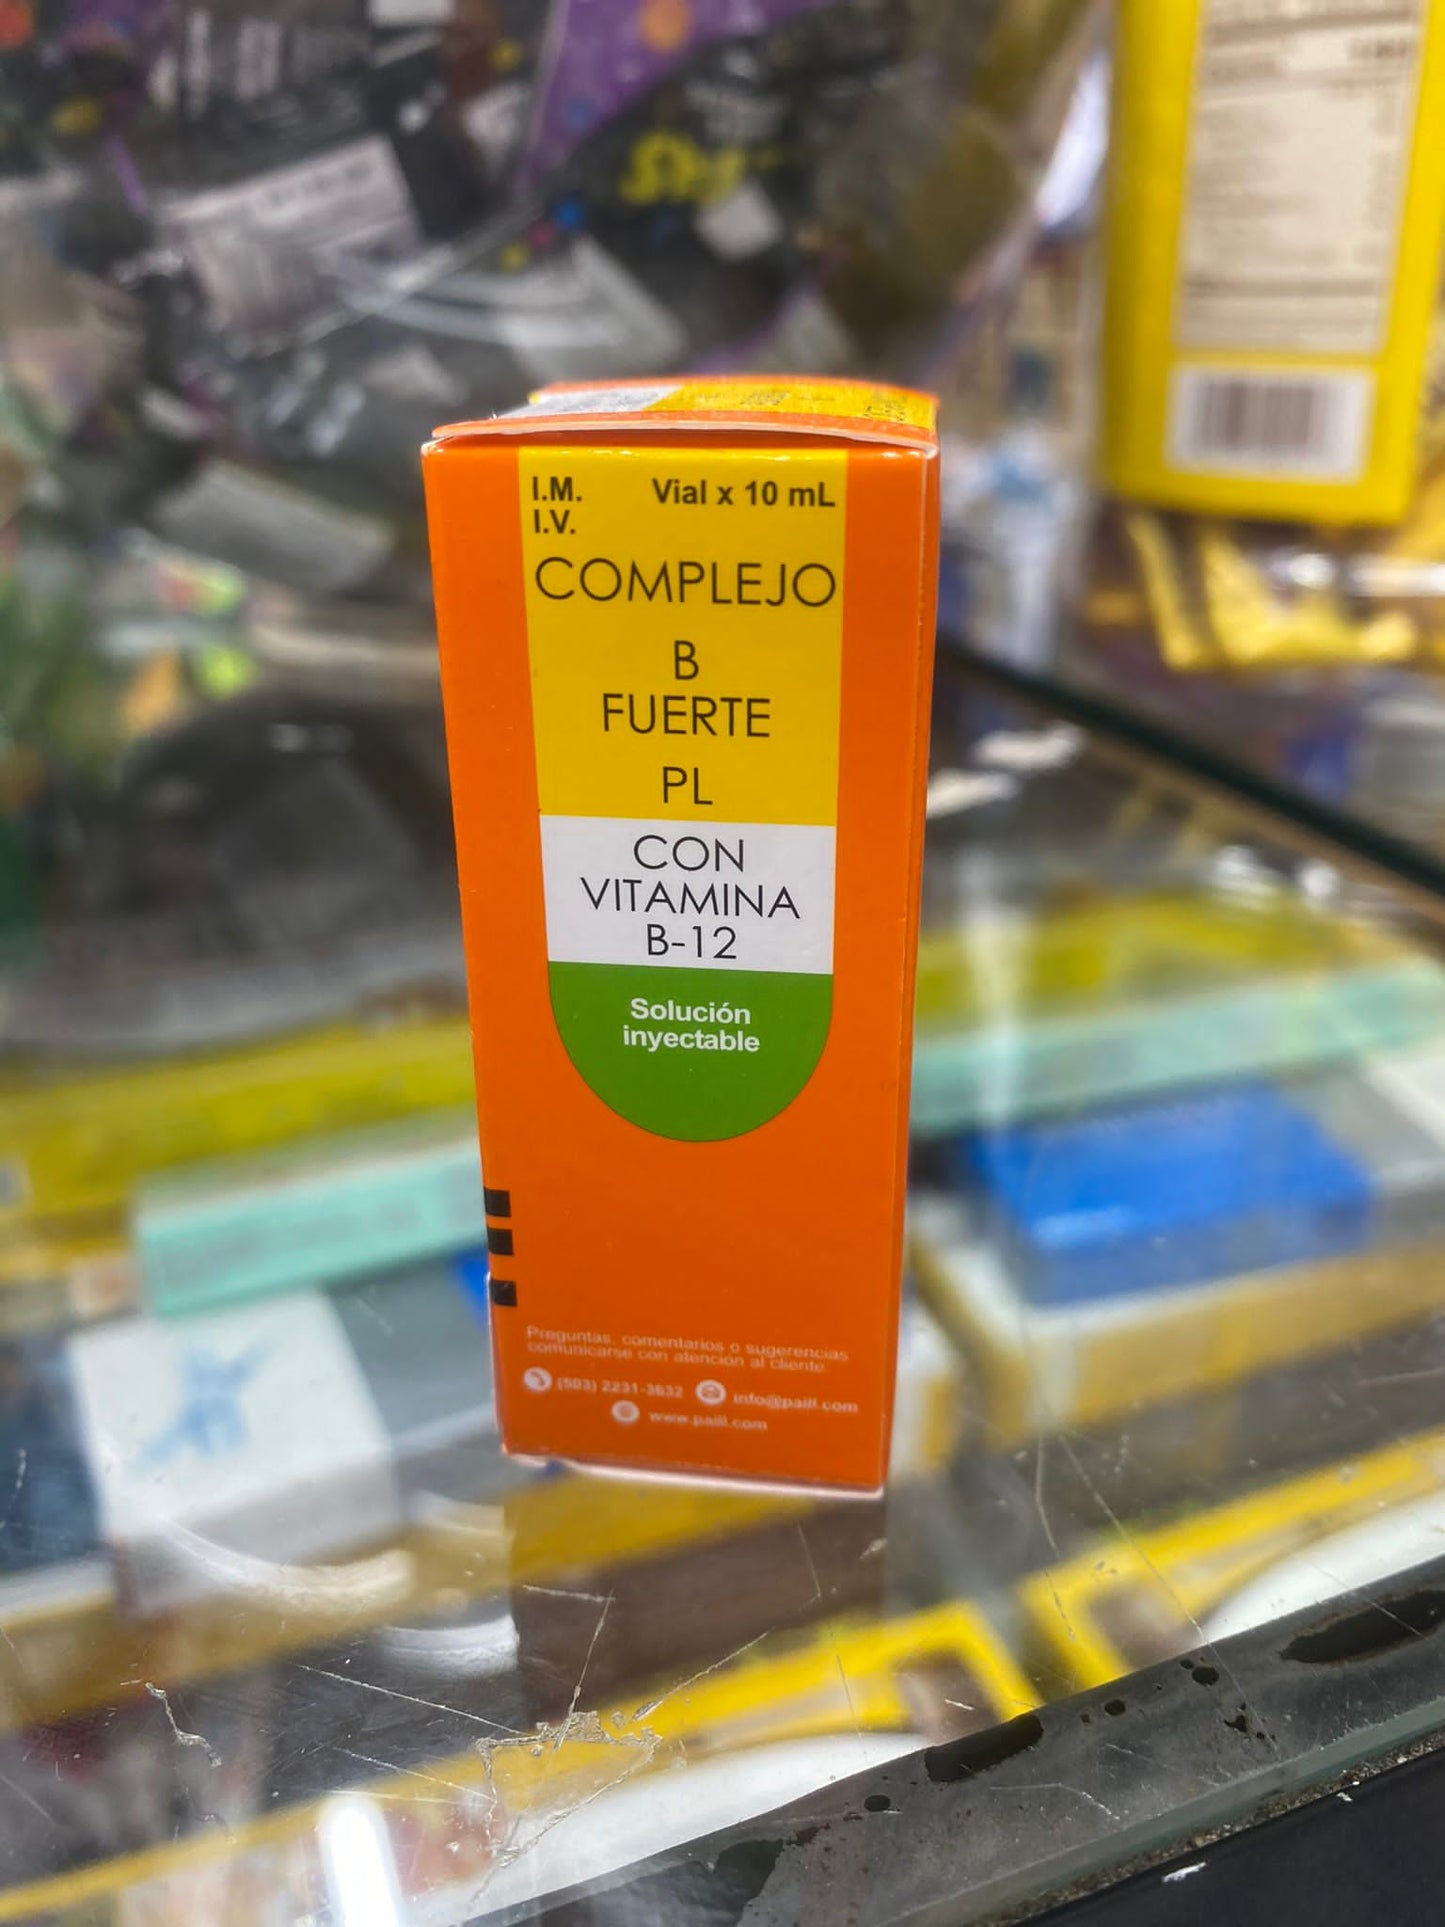 I.M. Vial x 10 mL
I.V.
COMPLEJO
B
FUERTE
PL
CON
VITAMINA
B-12
Solución
inyectable
Preguntas, comentarios o sugerencias
comunicarse con atención al cliente
(503) 2231-3632 info@paill.com
www.paill.com